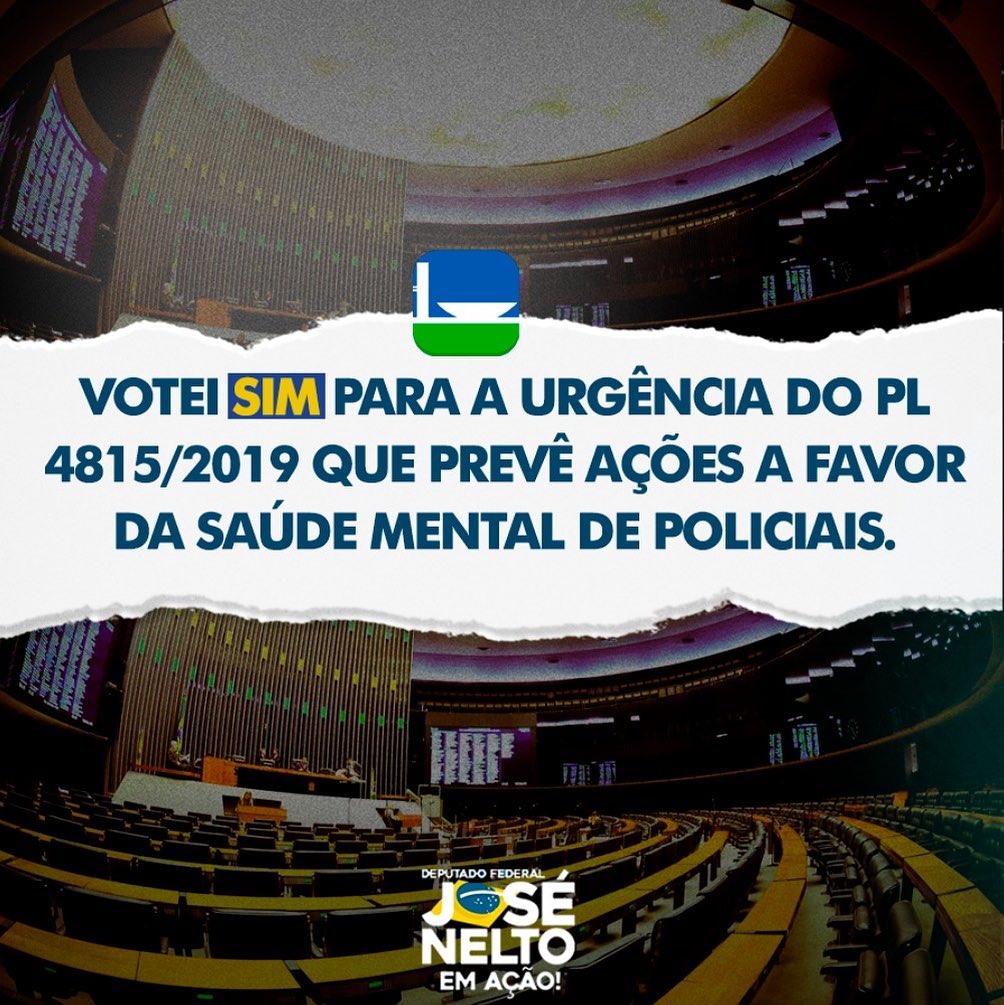 VOTEI SIM PARA A URGÊNCIA DO PL
4815/2019 QUE PREVÊ AÇÕES A FAVOR
DA SAÚDE MENTAL DE POLICIAIS.
DEPUTADO FEDERAL
JOSÉ
NELTO
EM AÇÃO!